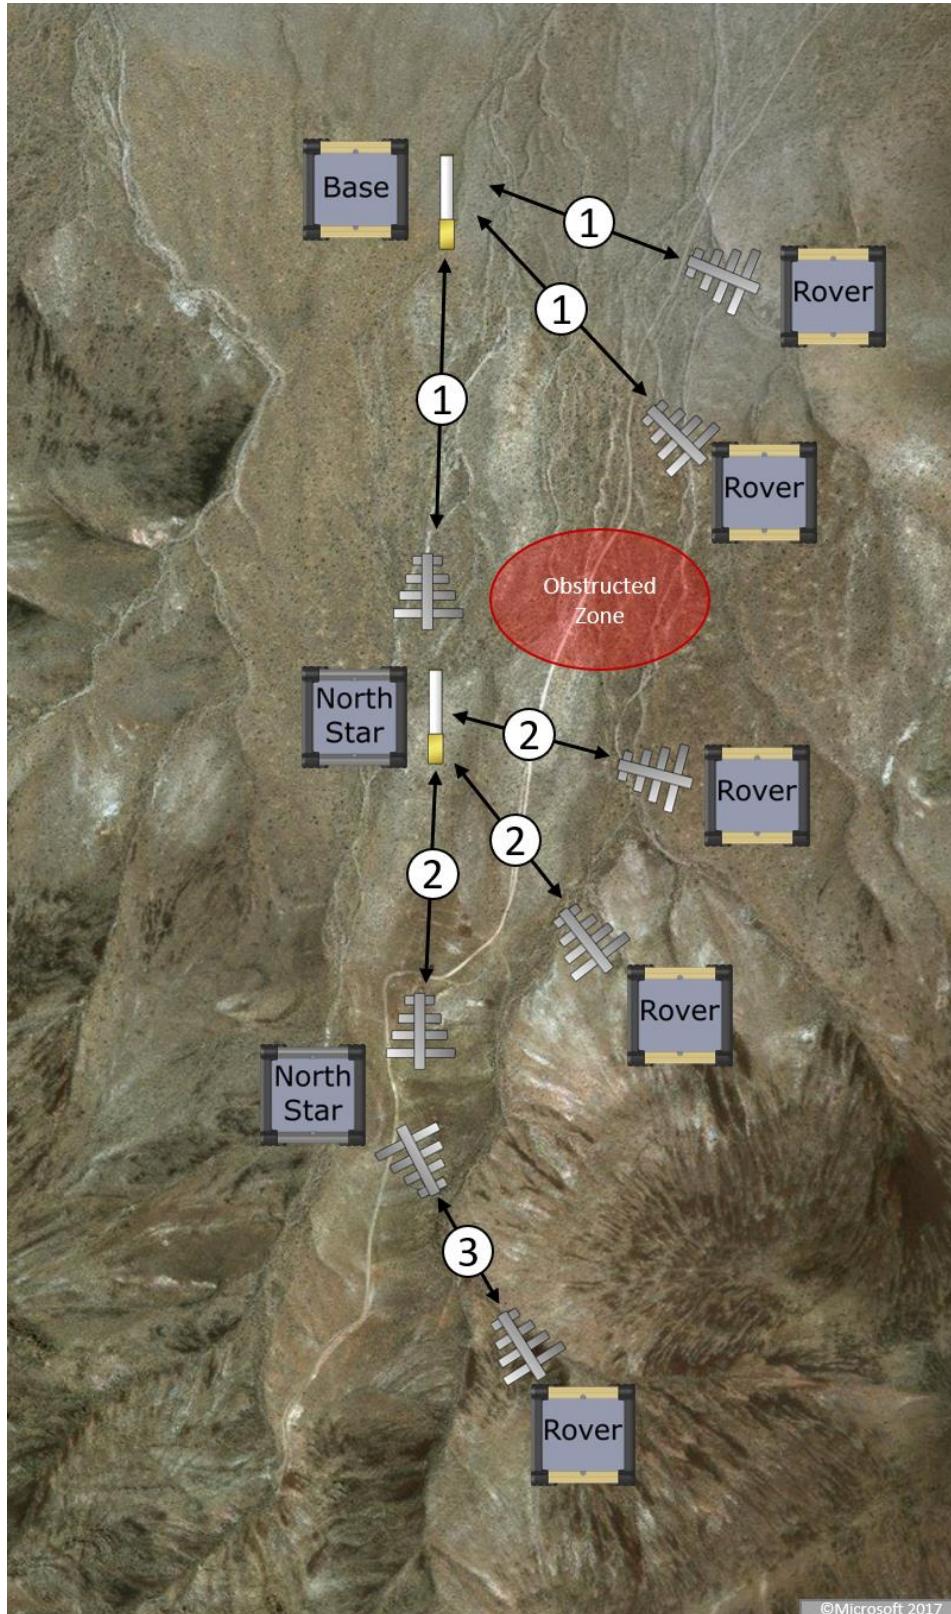 Base
1
Rover
1
1
Rover
Obstructed
Zone
North
Star
2
Rover
2
2
Rover
North
Star
3
Rover
©Microsoft 2017